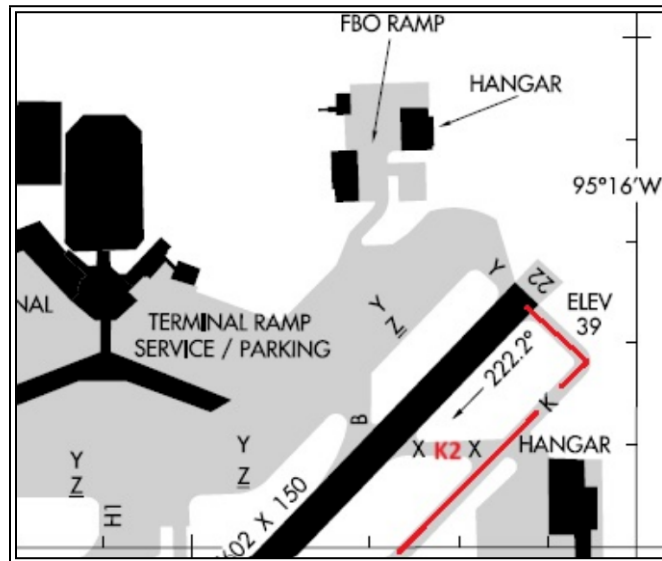 FBO RAMP
HANGAR
95°16'W
Y
22
NAL
TERMINAL RAMP
SERVICE / PARKING
Y
Z
ELEV
39
222.2°
K
B
X K2 X
HANGAR
Y
Z
Y
Z
H1
602 X 150